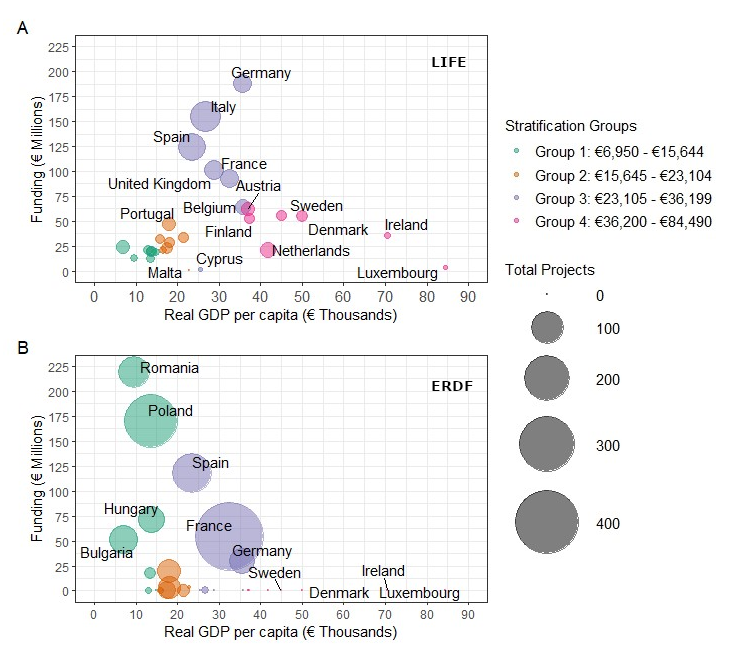 A
LIFE
Funding (€ Millions)
225
200
175
150
125
100
75
50
25
0
Germany
Italy
Spain
France
United Kingdom
Austria
Belgium
Sweden
Portugal
Finland
Denmark
Ireland
Netherlands
Cyprus
Malta
Luxembourg
0 10 20 30 40 50 60 70 80 90
Real GDP per capita (€ Thousands)
B
ERDF
Funding (€ Millions)
225
200
175
150
125
100
75
50
25
0
Romania
Poland
Spain
Hungary
France
Bulgaria
Germany
Sweden
Ireland
Denmark
Luxembourg
0 10 20 30 40 50 60 70 80 90
Real GDP per capita (€ Thousands)
Stratification Groups
Group 1: €6,950 - €15,644
Group 2: €15,645 - €23,104
Group 3: €23,105 - €36,199
Group 4: €36,200 - €84,490
Total Projects
0
100
200
300
400